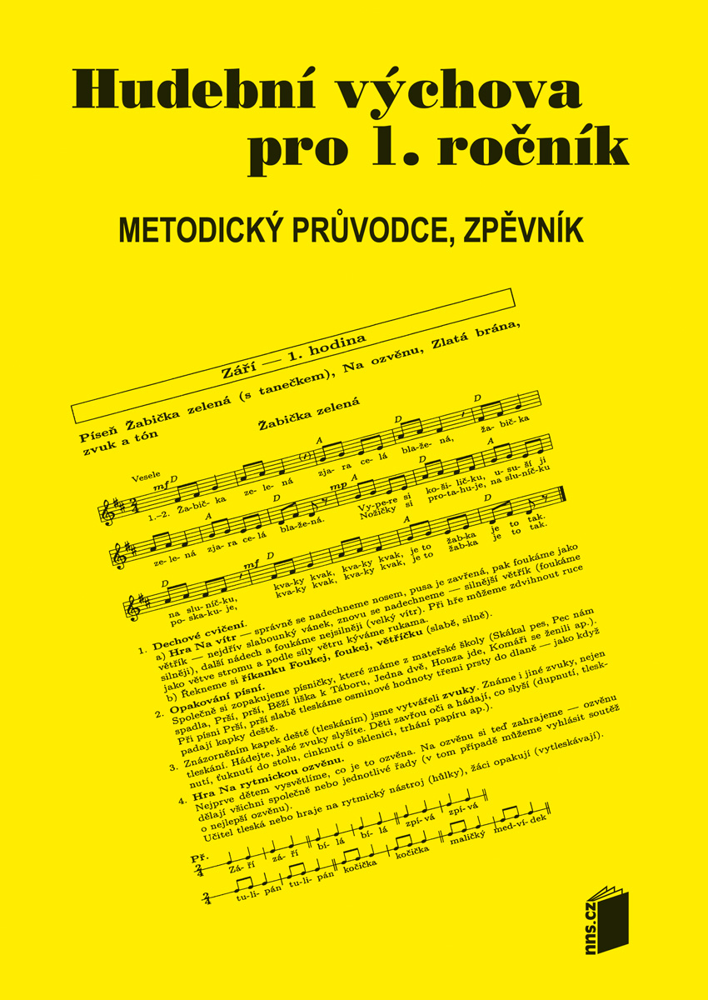 Hudební výchova
pro 1. ročník
METODICKÝ PRŮVODCE, ZPĚVNÍK
Září — 1. hodina
Píseň Žabička zelená (s tanečkem), Na ozvěnu, Zlatá brána,
zvuk a tón
Žabička zelená
Vesele
mf D A D D
1.–2. Žabič- ka ze- le- ná zja- ra ce- lá bla-že- ná, ža- bič- ka
A D mp A D A
ze-le- ná zja- ra ce-lá bla-že-ná. Vy-pe-re si ko-ši- lič-ku, u- su- ší ji
Nožičky si pro-ta-hu-je, na slu-níč-ku
D mf D A D
na slu- níč-ku, kva-ky kvak, kva-ky kvak, je to žab-ka je to tak.
po- ska-ku- je, kva-ky kvak, kva-ky kvak, je to žab-ka je to tak.
1. Dechové cvičení.
a) Hra Na vítr — správně se nadechneme nosem, pusa je zavřená, pak foukáme jako
větřík — nejdřív slabounký vánek, znovu se nadechneme — silnější větřík (foukáme
silněji), další nádech a foukáme nejsilněji (velký vítr). Při hře můžeme zdvihnout ruce
jako větve stromu a podle síly větru kýváme rukama.
b) Řekneme si říkanku Foukej, foukej, větříčku (slabě, silně).
2. Opakování písní.
Společně si zopakujeme písničky, které známe z mateřské školy (Skákal pes, Pec nám
spadla, Prší, prší, Běží liška k Táboru, Jedna dvě, Honza jde, Komáři se ženili ap.).
Při písni Prší, prší slabě tleskáme osminové hodnoty třemi prsty do dlaně — jako když
padají kapky deště.
3. Znázorněním kapek deště (tleskáním) jsme vytvářeli zvuky. Známe i jiné zvuky, nejen
tleskání. Hádejte, jaké zvuky slyšíte. Děti zavřou oči a hádají, co slyší (dupnutí, tlesk-
nutí, ťuknutí do stolu, cinknutí o sklenici, trhání papíru ap.).
4. Hra Na rytmickou ozvěnu.
Nejprve dětem vysvětlíme, co je to ozvěna. Na ozvěnu si teď zahrajeme — ozvěnu
dělají všichni společně nebo jednotlivé řady (v tom případě můžeme vyhlásit soutěž
o nejlepší ozvěnu).
Učitel tleská nebo hraje na rytmický nástroj (hůlky), žáci opakují (vytleskávají).
Př.
2/4 Zá- ří zá- ří bí- lá bí- lá zpí-vá zpí-vá
2/4 tu-li- pán tu-li- pán kočička kočička maličký med-ví- dek
nns.cz